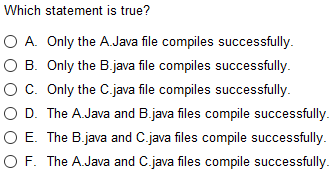 Which statement is true?
A. Only the A.Java file compiles successfully.
B. Only the B.java file compiles successfully.
C. Only the C.java file compiles successfully.
D. The A.Java and B.java files compile successfully.
E. The B.java and C.java files compile successfully.
F. The A.Java and C.java files compile successfully.